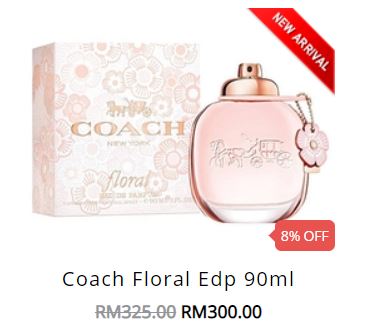 NEW ARRIVAL
COACH
NEW YORK
floral
EAU DE PARFUM
8% OFF
Coach Floral Edp 90ml
RM325.00 RM300.00